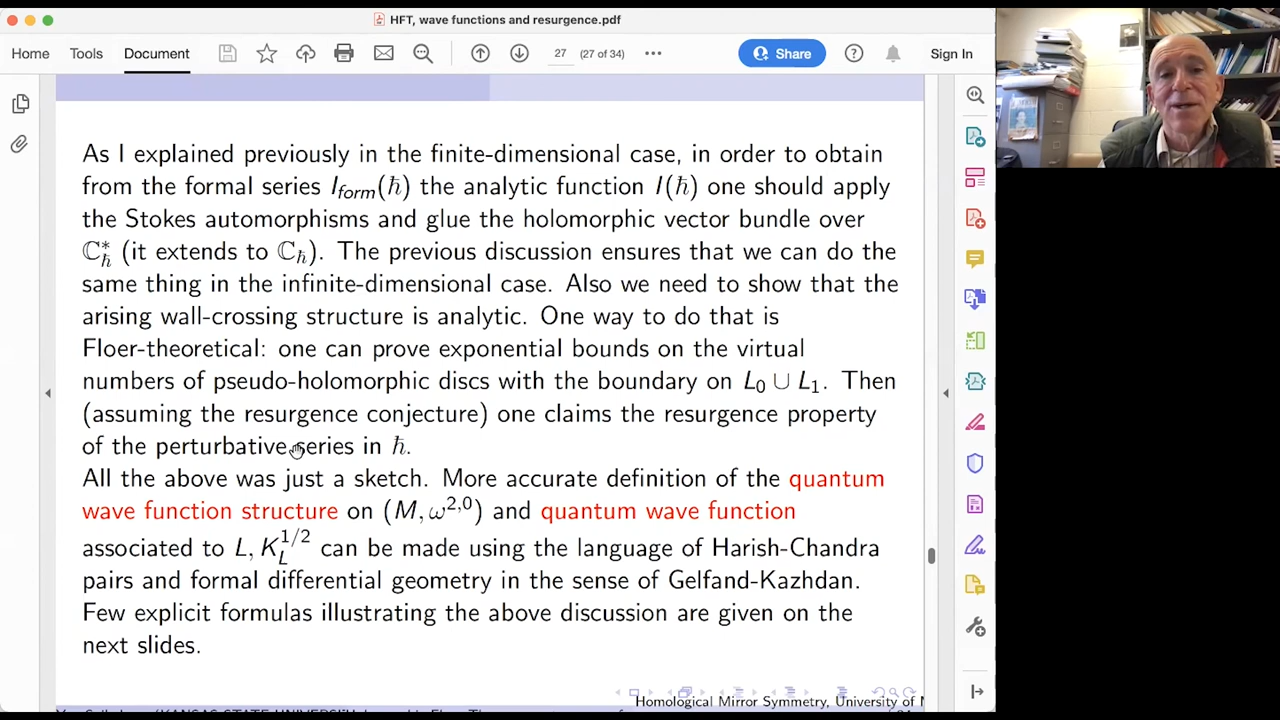 HFT, wave functions and resurgence.pdf
Home Tools Document 27 (27 of 34) Share Sign In
As I explained previously in the finite-dimensional case, in order to obtain
from the formal series I_form(ℏ) the analytic function I(ℏ) one should apply
the Stokes automorphisms and glue the holomorphic vector bundle over
ℂ*_ℏ (it extends to ℂ_ℏ). The previous discussion ensures that we can do the
same thing in the infinite-dimensional case. Also we need to show that the
arising wall-crossing structure is analytic. One way to do that is
Floer-theoretical: one can prove exponential bounds on the virtual
numbers of pseudo-holomorphic discs with the boundary on L₀ ∪ L₁. Then
(assuming the resurgence conjecture) one claims the resurgence property
of the perturbative series in ℏ.
All the above was just a sketch. More accurate definition of the quantum
wave function structure on (M, ω^{2,0}) and quantum wave function
associated to L, K_L^{1/2} can be made using the language of Harish-Chandra
pairs and formal differential geometry in the sense of Gelfand-Kazhdan.
Few explicit formulas illustrating the above discussion are given on the
next slides.
Homological Mirror Symmetry, University of